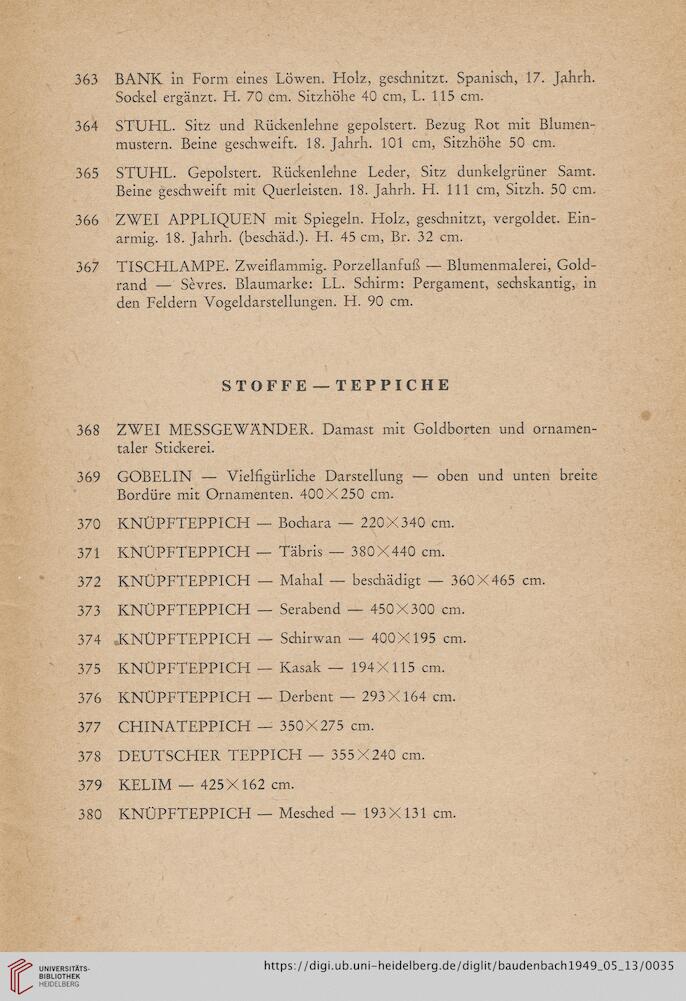 363 BANK in Form eines Löwen. Holz, geschnitzt. Spanisch, 17. Jahrh.
Sockel ergänzt. H. 70 cm. Sitzhöhe 40 cm, L. 115 cm.
364 STUHL. Sitz und Rückenlehne gepolstert. Bezug Rot mit Blumen-
mustern. Beine geschweift. 18. Jahrh. 101 cm, Sitzhöhe 50 cm.
365 STUHL. Gepolstert. Rückenlehne Leder, Sitz dunkelgrüner Samt.
Beine geschweift mit Querleisten. 18. Jahrh. H. 111 cm, Sitzh. 50 cm.
366 ZWEI APPLIQUEN mit Spiegeln. Holz, geschnitzt, vergoldet. Ein-
armig. 18. Jahrh. (beschäd.). H. 45 cm, Br. 32 cm.
367 TISCHLAMPE. Zweiflammig. Porzellanfuß — Blumenmalerei, Gold-
rand — Sèvres. Blaumarke: LL. Schirm: Pergament, sechskantig, in
den Feldern Vogeldarstellungen. H. 90 cm.
STOFFE — TEPPICHE
368 ZWEI MESSGEWÄNDER. Damast mit Goldborten und ornamen-
taler Stickerei.
369 GOBELIN — Vielfigürliche Darstellung — oben und unten breite
Bordüre mit Ornamenten. 400×250 cm.
370 KNÜPFTEPPICH — Bochara — 220×340 cm.
371 KNÜPFTEPPICH — Täbris — 380×440 cm.
372 KNÜPFTEPPICH — Mahal — beschädigt — 360×465 cm.
373 KNÜPFTEPPICH — Serabend — 450×300 cm.
374 KNÜPFTEPPICH — Schirwan — 400×195 cm.
375 KNÜPFTEPPICH — Kasak — 194×115 cm.
376 KNÜPFTEPPICH — Derbent — 293×164 cm.
377 CHINATEPPICH — 350×275 cm.
378 DEUTSCHER TEPPICH — 355×240 cm.
379 KELIM — 425×162 cm.
380 KNÜPFTEPPICH — Mesched — 193×131 cm.
UNIVERSITÄTS-
BIBLIOTHEK
HEIDELBERG
https://digi.ub.uni-heidelberg.de/diglit/baudenbach1949_05_13/0035